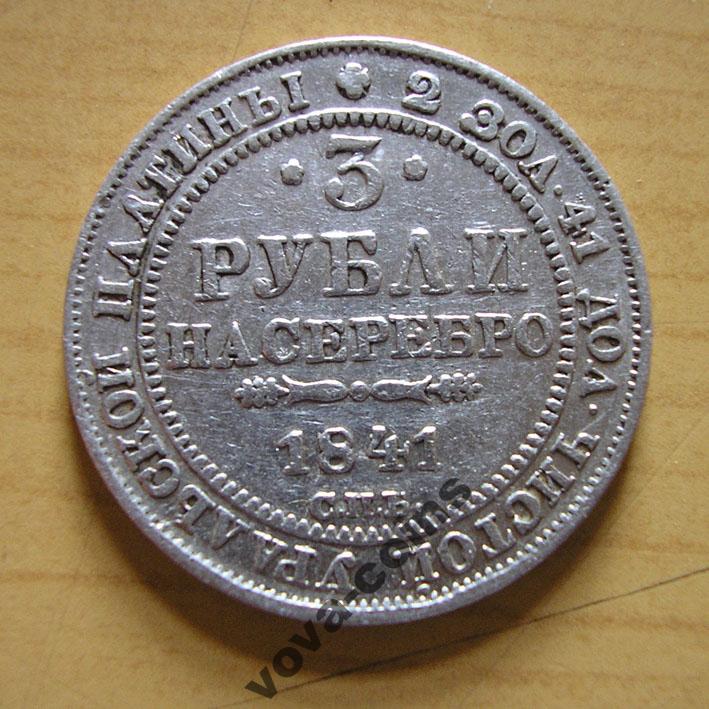 2 ЗОЛ. 41 ДОЛ. ЧИСТОЙ УРАЛЬСКОЙ ПЛАТИНЫ
3
РУБЛИ
НА СЕРЕБРО
1841
С.П.Б.
vova-coins